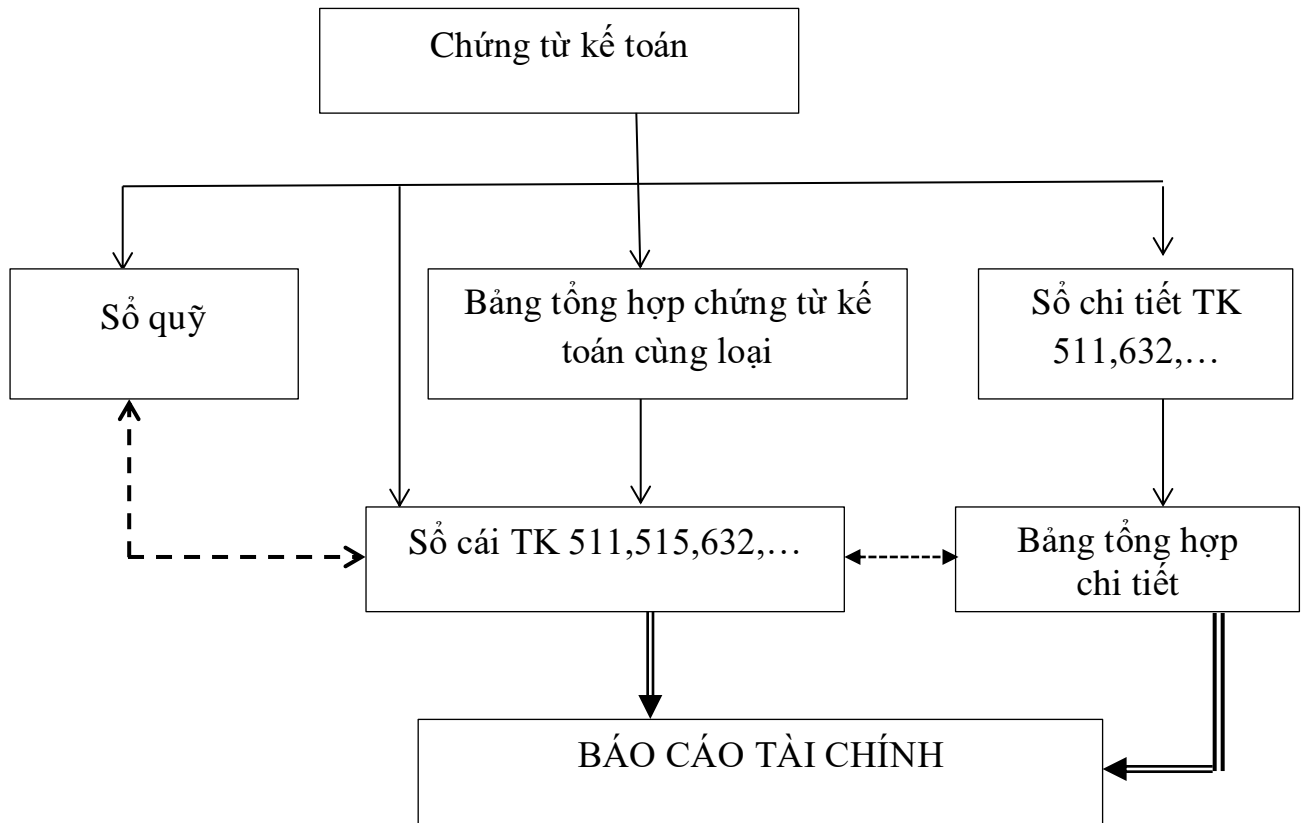 Chứng từ kế toán
Sổ quỹ
Bảng tổng hợp chứng từ kế
toán cùng loại
Sổ chi tiết TK
511,632,…
Sổ cái TK 511,515,632,…
Bảng tổng hợp
chi tiết
BÁO CÁO TÀI CHÍNH